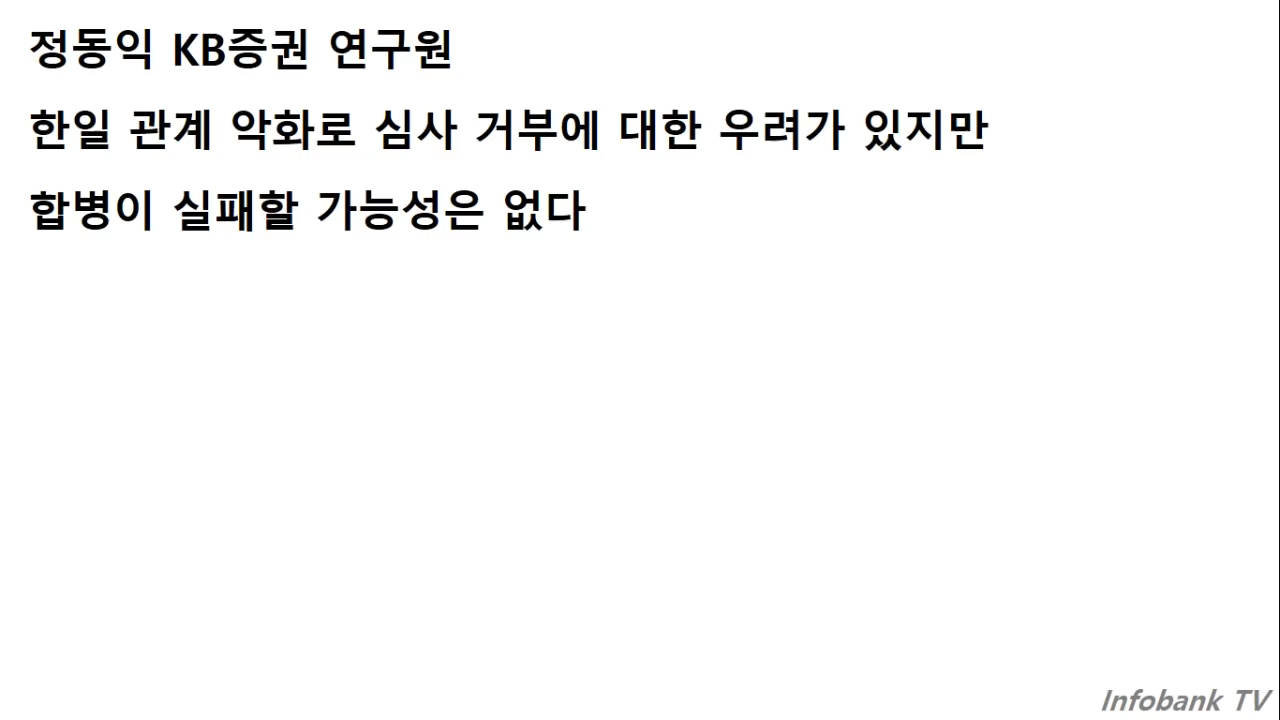 정동익 KB증권 연구원
한일 관계 악화로 심사 거부에 대한 우려가 있지만
합병이 실패할 가능성은 없다
Infobank TV